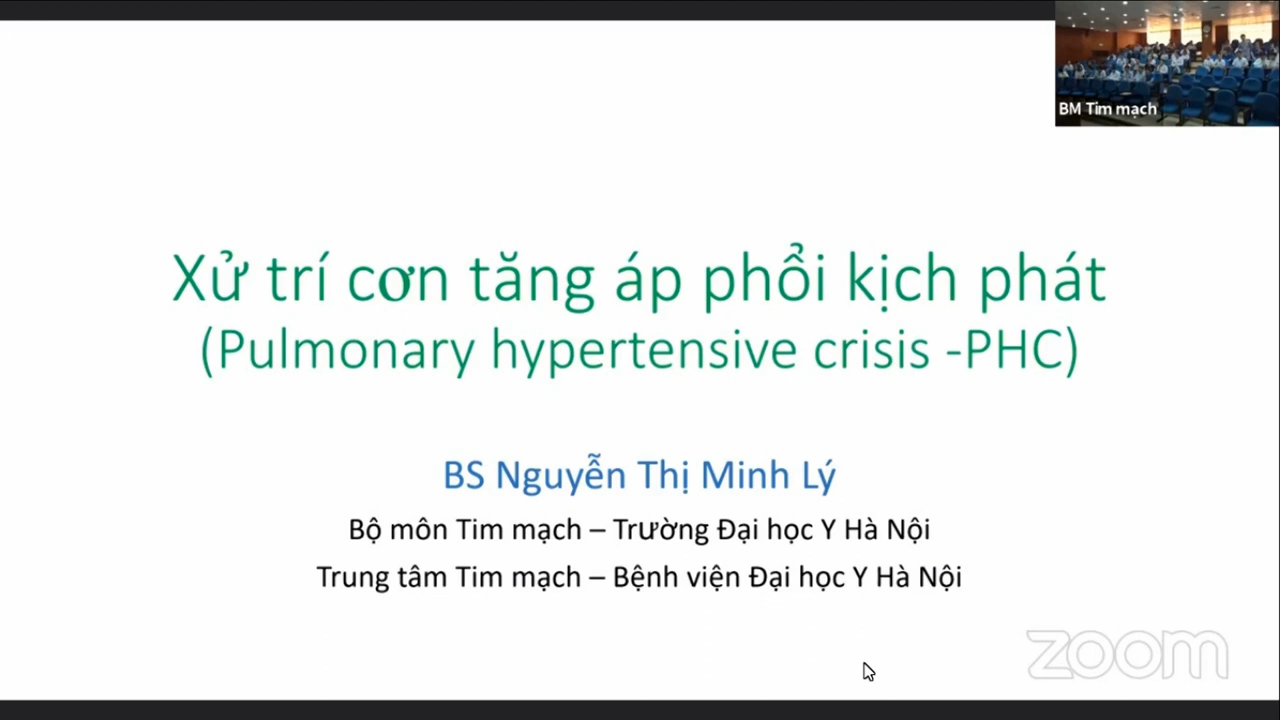 BM Tim mạch
Xử trí cơn tăng áp phổi kịch phát
(Pulmonary hypertensive crisis -PHC)
BS Nguyễn Thị Minh Lý
Bộ môn Tim mạch – Trường Đại học Y Hà Nội
Trung tâm Tim mạch – Bệnh viện Đại học Y Hà Nội
zoom